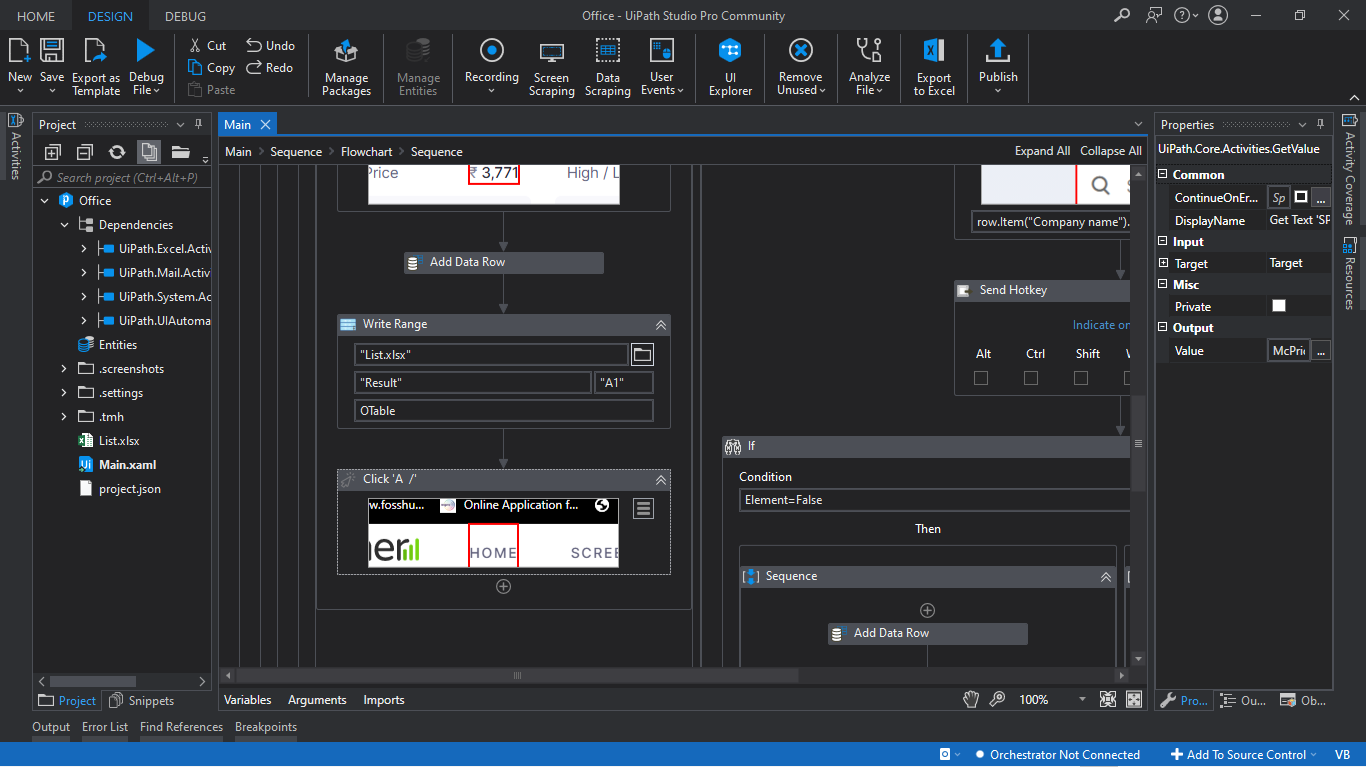 HOME DESIGN DEBUG Office - UiPath Studio Pro Community
New Save Export as Template Debug File
Cut Copy Paste Undo Redo
Manage Packages
Manage Entities
Recording
Screen Scraping
Data Scraping
User Events
UI Explorer
Remove Unused
Analyze File
Export to Excel
Publish
Activities
Project
Search project (Ctrl+Alt+P)
Office
Dependencies
UiPath.Excel.Activ
UiPath.Mail.Activ
UiPath.System.Ac
UiPath.UIAutoma
Entities
.screenshots
.settings
.tmh
List.xlsx
Main.xaml
project.json
Project Snippets
Main
Main Sequence Flowchart Sequence Expand All Collapse All
Price ₹ 3,771 High / L
Add Data Row
Write Range
"List.xlsx"
"Result" "A1"
OTable
Click 'A /'
w.fosshu... Online Application f...
ner HOME SCREE
row.Item("Company name").
Send Hotkey
Indicate on
Alt Ctrl Shift
If
Condition
Element=False
Then
Sequence
Add Data Row
Variables Arguments Imports 100%
Properties
UiPath.Core.Activities.GetValue
Common
ContinueOnEr... Sp ...
DisplayName Get Text 'SP
Input
Target Target
Misc
Private
Output
Value McPric ...
Pro... Ou... Ob...
Activity Coverage
Resources
Output Error List Find References Breakpoints
Orchestrator Not Connected Add To Source Control VB